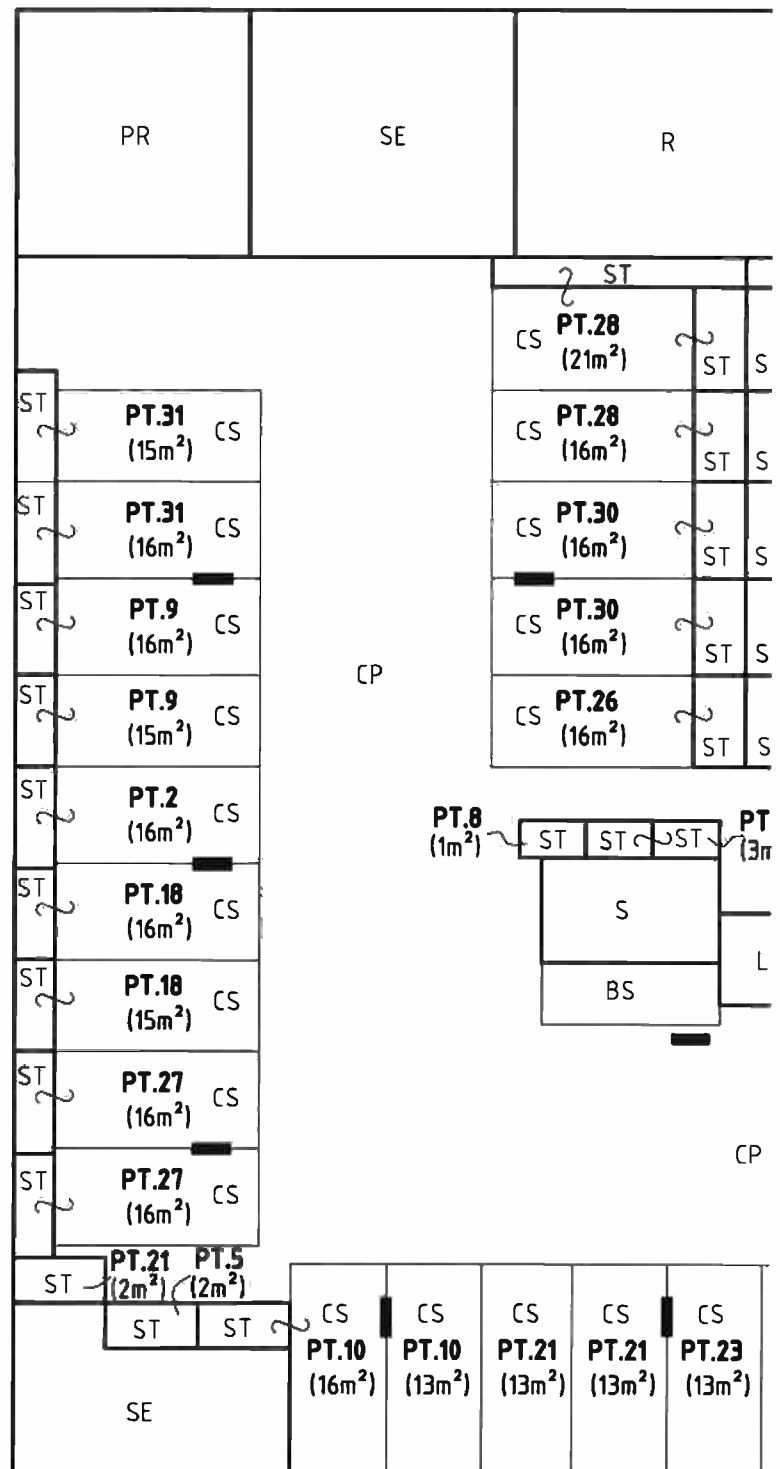 PR
SE
R
ST
CS PT.28
(21m²)
ST
S
ST
PT.31 CS
(15m²)
CS PT.28
(16m²)
ST
S
ST
PT.31 CS
(16m²)
CS PT.30
(16m²)
ST
S
ST
PT.9 CS
(16m²)
CS PT.30
(16m²)
ST
S
CP
ST
PT.9 CS
(15m²)
CS PT.26
(16m²)
ST
S
ST
PT.2 CS
(16m²)
PT.8
(1m²)
ST
ST
ST
PT
(3m
ST
PT.18 CS
(16m²)
S
ST
PT.18 CS
(15m²)
BS
L
ST
PT.27 CS
(16m²)
CP
ST
PT.27 CS
(16m²)
ST
PT.21
(2m²)
PT.5
(2m²)
ST
ST
CS
PT.10
(16m²)
CS
PT.10
(13m²)
CS
PT.21
(13m²)
CS
PT.21
(13m²)
CS
PT.23
(13m²)
SE